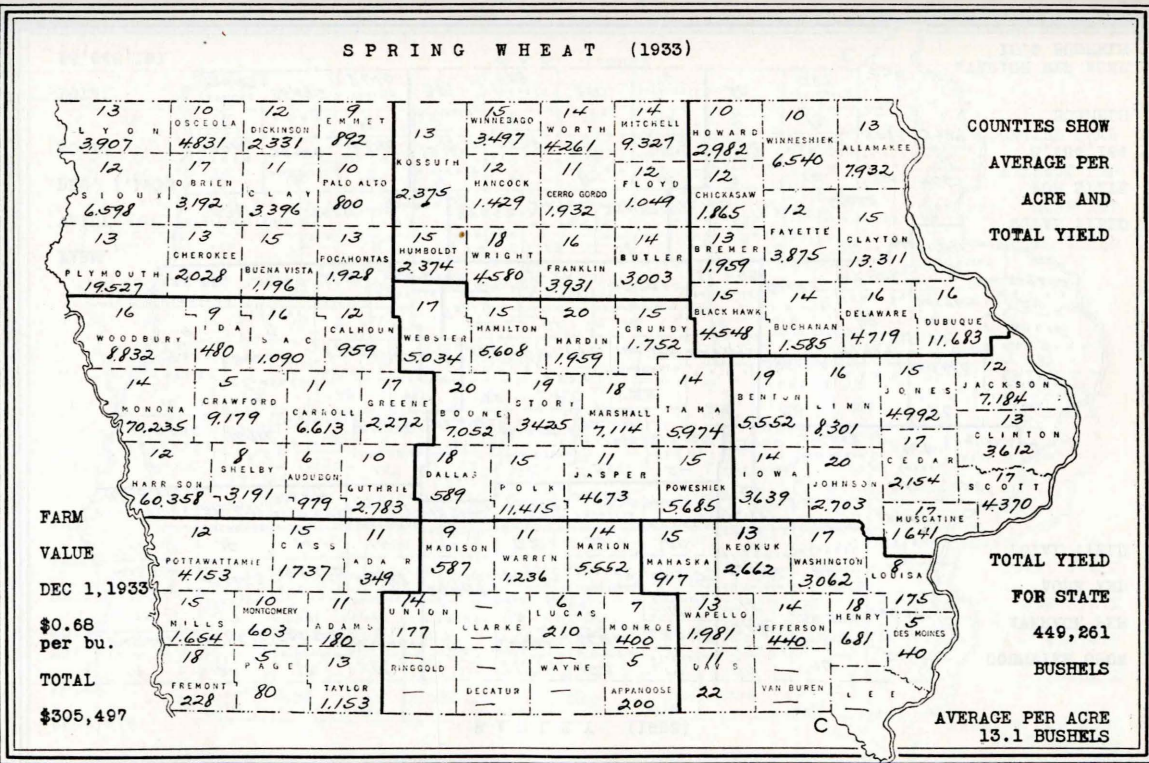 SPRING WHEAT (1933)
COUNTIES SHOW
AVERAGE PER
ACRE AND
TOTAL YIELD
13
LYON
3.907
10
OSCEOLA
4.831
12
DICKINSON
2.331
9
EMMET
892
13
KOSSUTH
2.375
15
WINNEBAGO
3.497
14
WORTH
4.261
14
MITCHELL
9.327
10
HOWARD
2.982
10
WINNESHIEK
6.540
13
ALLAMAKEE
7.932
12
SIOUX
6.598
17
O BRIEN
3,192
11
CLAY
3.396
10
PALO ALTO
800
12
HANCOCK
1.429
11
CERRO GORDO
1.932
12
FLOYD
1.049
12
CHICKASAW
1.865
12
FAYETTE
3.875
15
CLAYTON
13,311
13
PLYMOUTH
19.527
13
CHEROKEE
2,028
15
BUENA VISTA
1.196
13
POCAHONTAS
1.928
15
HUMBOLDT
2.374
18
WRIGHT
4580
16
FRANKLIN
3.931
14
BUTLER
3,003
13
BREMER
1.959
16
WOODBURY
8,832
9
IDA
480
16
SAC
1.090
12
CALHOUN
959
17
WEBSTER
5.034
15
HAMILTON
5,608
20
HARDIN
1.959
15
GRUNDY
1.752
15
BLACK HAWK
4.548
14
BUCHANAN
1.585
16
DELAWARE
4.719
16
DUBUQUE
11.683
14
MONONA
70,235
5
CRAWFORD
9.179
11
CARROLL
6.613
17
GREENE
2,272
20
BOONE
7.052
19
STORY
3425
18
MARSHALL
7,114
14
TAMA
5.974
19
BENTON
5,552
16
LINN
8.301
15
JONES
4992
12
JACKSON
7.184
13
CLINTON
3,612
12
HARRISON
60,358
8
SHELBY
3,191
6
AUDUBON
979
10
GUTHRIE
2.783
18
DALLAS
589
15
POLK
11.415
11
JASPER
4673
15
POWESHIEK
5.685
14
IOWA
3639
20
JOHNSON
2.703
17
CEDAR
2,154
17
SCOTT
4.370
17
MUSCATINE
1641
12
POTTAWATTAMIE
4153
15
CASS
1737
11
ADAIR
349
9
MADISON
587
11
WARREN
1.236
14
MARION
5,552
15
MAHASKA
917
13
KEOKUK
2,662
17
WASHINGTON
3.062
8
LOUISA
175
15
MILLS
1.654
10
MONTGOMERY
603
11
ADAMS
180
14
UNION
177
—
CLARKE
—
6
LUCAS
210
7
MONROE
400
13
WAPELLO
1.981
14
JEFFERSON
440
18
HENRY
681
5
DES MOINES
40
18
FREMONT
228
5
PAGE
80
13
TAYLOR
1.153
—
RINGGOLD
—
—
DECATUR
—
—
WAYNE
—
5
APPANOOSE
200
11
DAVIS
22
—
VAN BUREN
—
—
LEE
—
FARM
VALUE
DEC 1,1933
$0.68
per bu.
TOTAL
$305,497
TOTAL YIELD
FOR STATE
449,261
BUSHELS
AVERAGE PER ACRE
13.1 BUSHELS
C